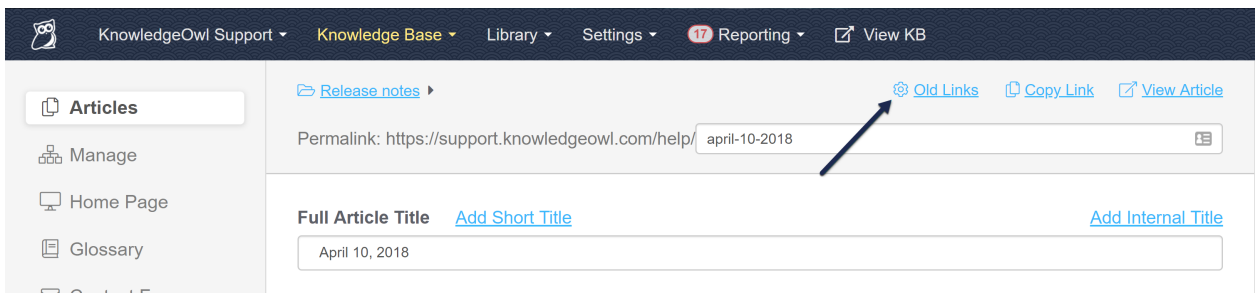 KnowledgeOwl Support Knowledge Base Library Settings 17 Reporting View KB
Articles
Manage
Home Page
Glossary
Release notes
Old Links Copy Link View Article
Permalink: https://support.knowledgeowl.com/help/ april-10-2018
Full Article Title Add Short Title Add Internal Title
April 10, 2018